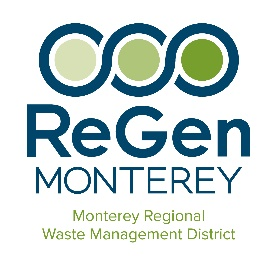 ReGen
MONTEREY
Monterey Regional
Waste Management District